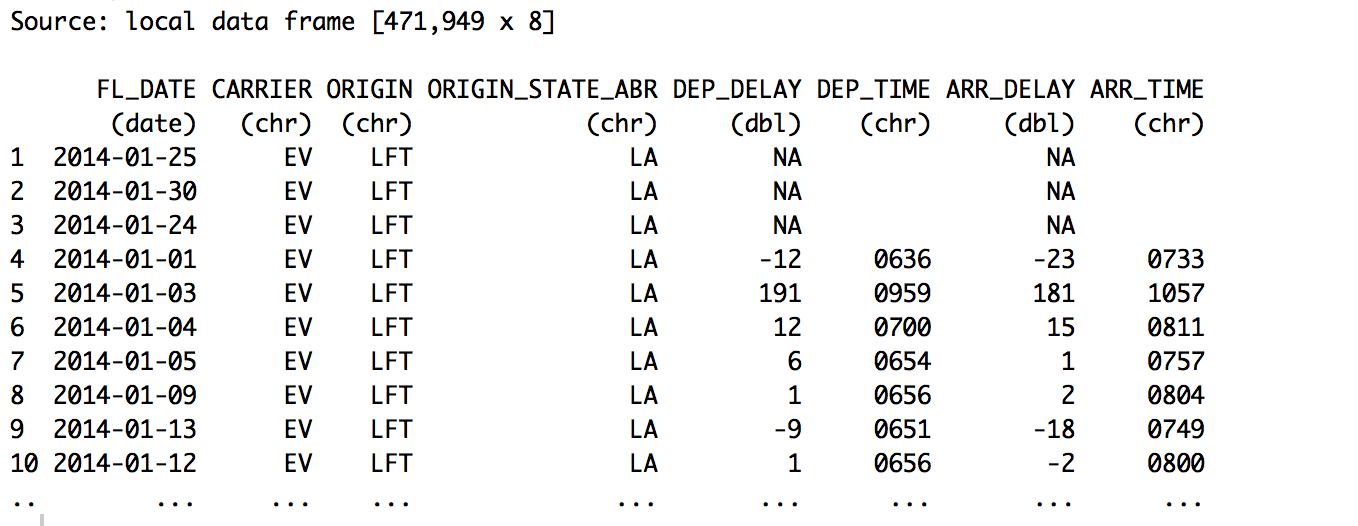 Source: local data frame [471,949 x 8]
FL_DATE CARRIER ORIGIN ORIGIN_STATE_ABR DEP_DELAY DEP_TIME ARR_DELAY ARR_TIME
(date) (chr) (chr) (chr) (dbl) (chr) (dbl) (chr)
1 2014-01-25 EV LFT LA NA NA
2 2014-01-30 EV LFT LA NA NA
3 2014-01-24 EV LFT LA NA NA
4 2014-01-01 EV LFT LA -12 0636 -23 0733
5 2014-01-03 EV LFT LA 191 0959 181 1057
6 2014-01-04 EV LFT LA 12 0700 15 0811
7 2014-01-05 EV LFT LA 6 0654 1 0757
8 2014-01-09 EV LFT LA 1 0656 2 0804
9 2014-01-13 EV LFT LA -9 0651 -18 0749
10 2014-01-12 EV LFT LA 1 0656 -2 0800
.. ... ... ... ... ... ... ... ...